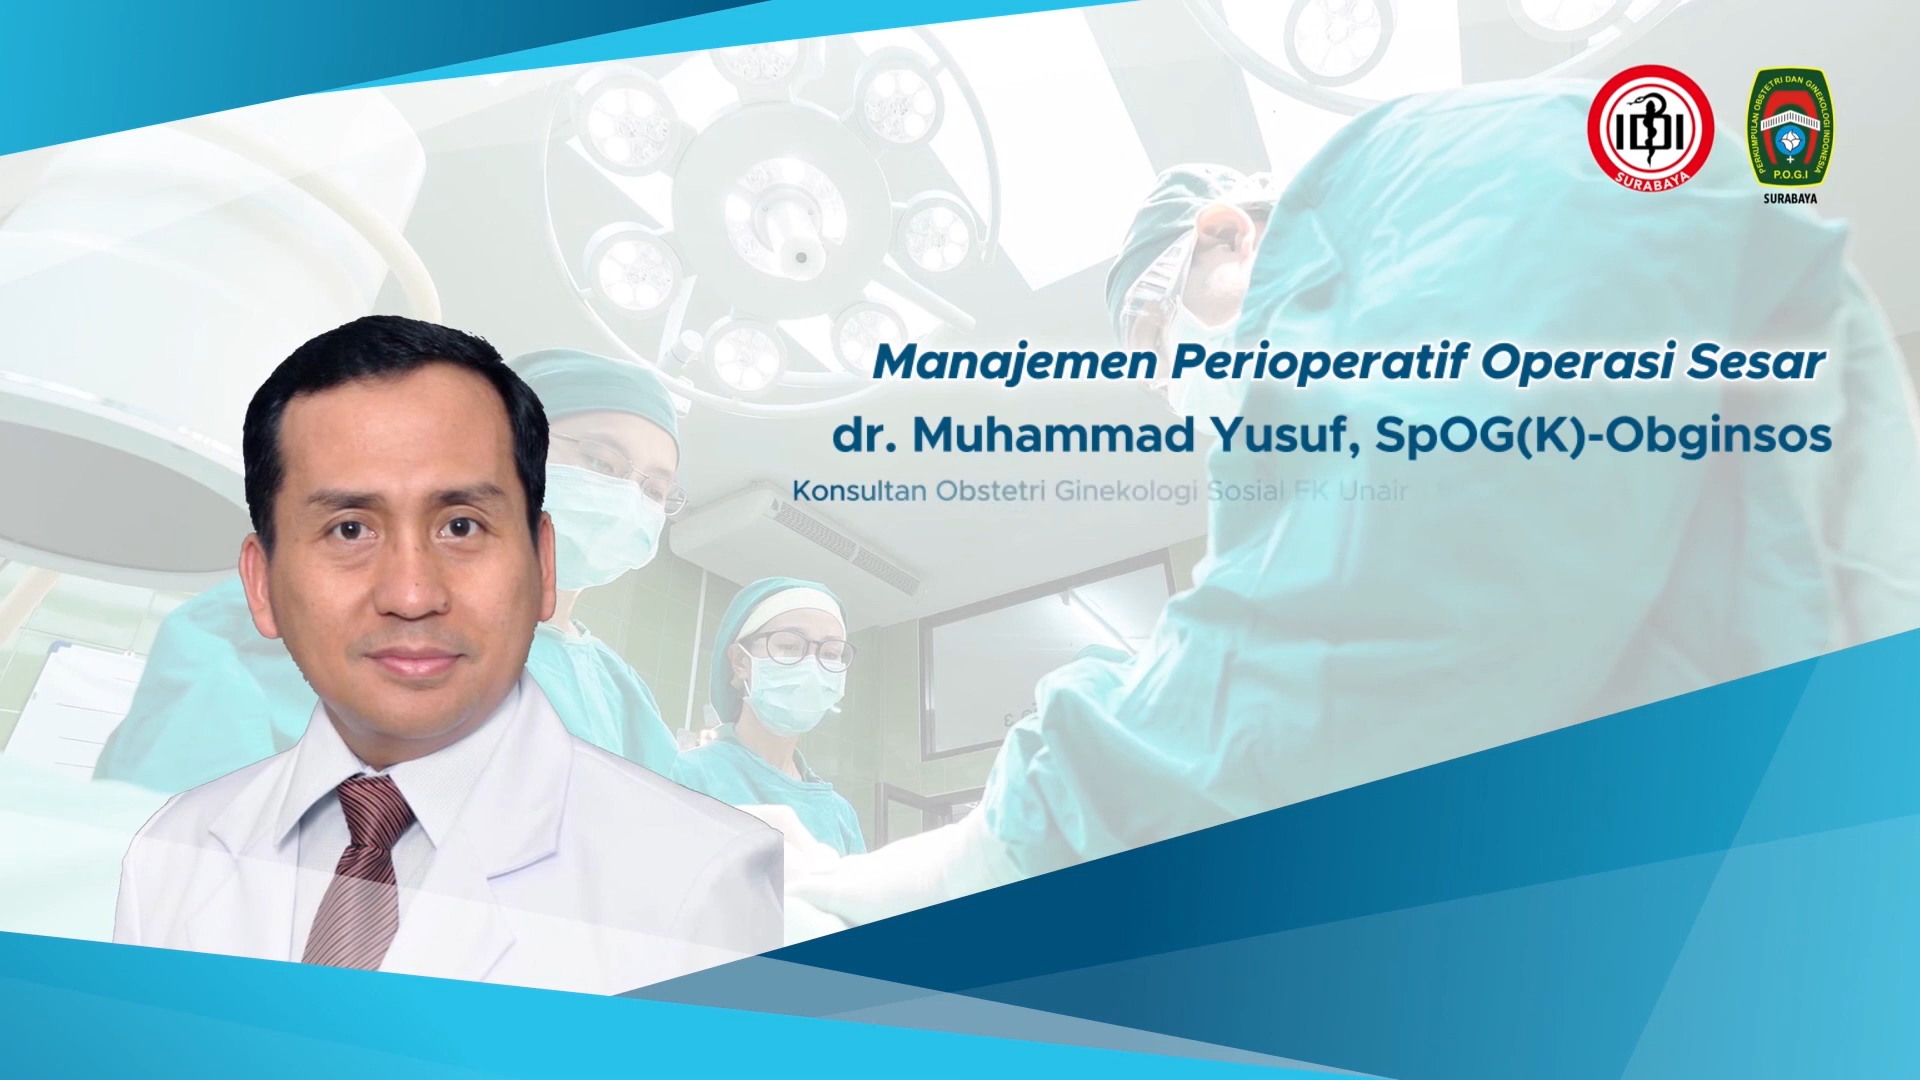 IDI
SURABAYA
PERKUMPULAN OBSTETRI DAN GINEKOLOGI INDONESIA
P.O.G.I
SURABAYA
Manajemen Perioperatif Operasi Sesar
dr. Muhammad Yusuf, SpOG(K)-Obginsos
Konsultan Obstetri Ginekologi Sosial FK Unair